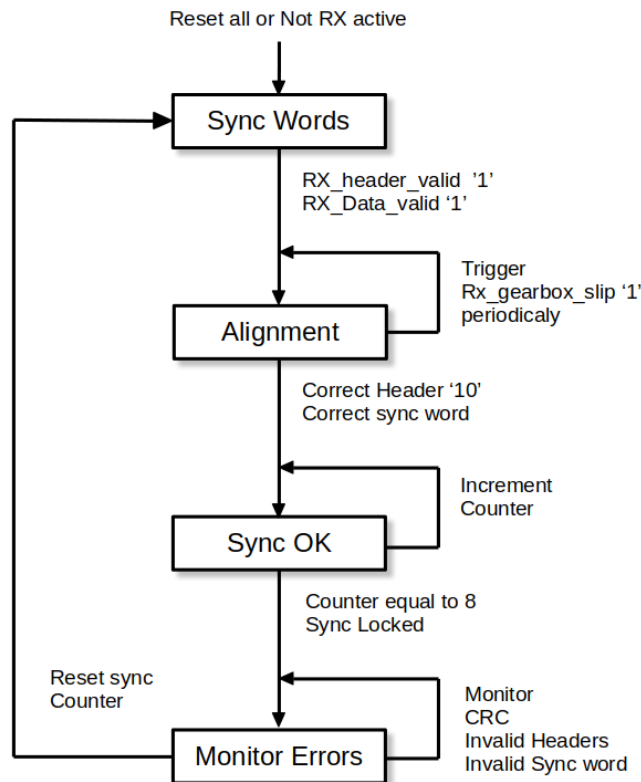 Reset all or Not RX active
Sync Words
RX_header_valid ’1’
RX_Data_valid ‘1’
Trigger
Rx_gearbox_slip ‘1’
periodicaly
Alignment
Correct Header ‘10’
Correct sync word
Increment
Counter
Sync OK
Counter equal to 8
Sync Locked
Reset sync
Counter
Monitor
CRC
Invalid Headers
Invalid Sync word
Monitor Errors